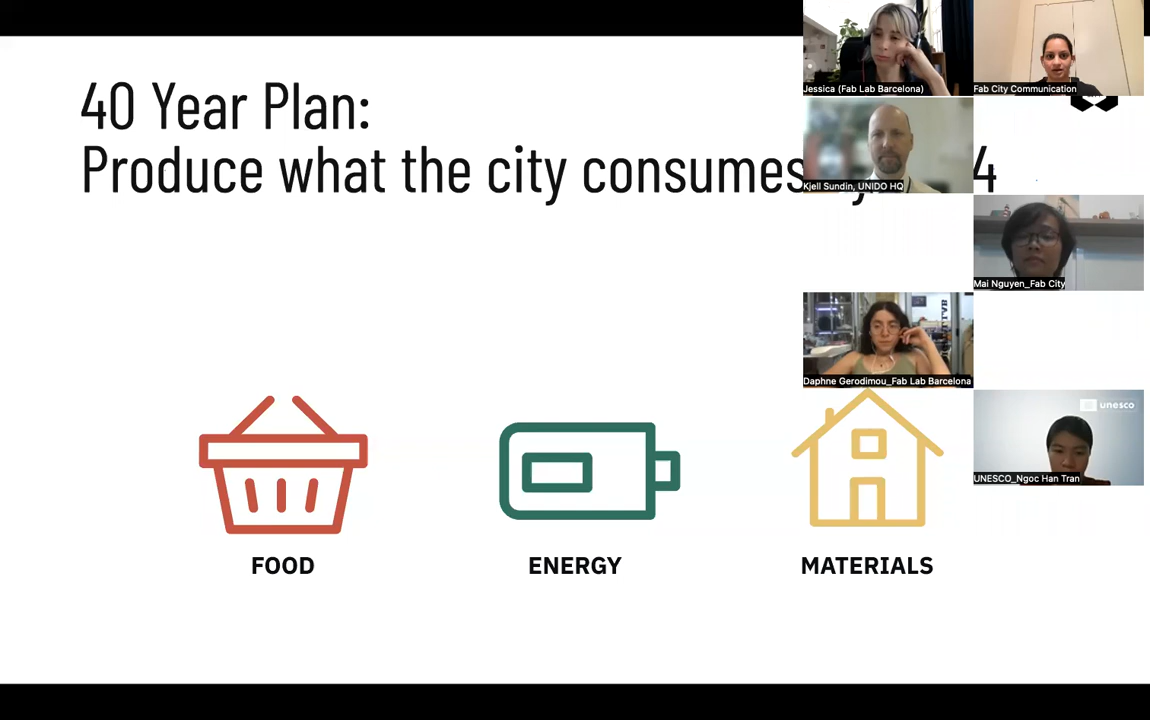 40 Year Plan:
Produce what the city consumes 4
Jessica (Fab Lab Barcelona)
Fab City Communication
Kjell Sundin, UNIDO HQ
Mai Nguyen_Fab City
Daphne Gerodimou_Fab Lab Barcelona
unesco
UNESCO_Ngoc Han Tran
FOOD
ENERGY
MATERIALS